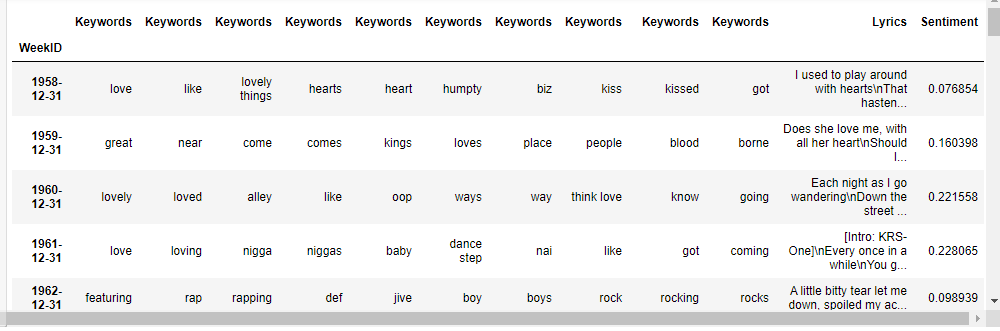 Keywords Keywords Keywords Keywords Keywords Keywords Keywords Keywords Keywords Keywords Lyrics Sentiment
WeekID
1958-12-31 love like lovely things hearts heart humpty biz kiss kissed got I used to play around with hearts\nThat hasten... 0.076854
1959-12-31 great near come comes kings loves place people blood borne Does she love me, with all her heart\nShould I... 0.160398
1960-12-31 lovely loved alley like oop ways way think love know going Each night as I go wandering\nDown the street ... 0.221558
1961-12-31 love loving nigga niggas baby dance step nai like got coming [Intro: KRS-One]\nEvery once in a while\nYou g... 0.228065
1962-12-31 featuring rap rapping def jive boy boys rock rocking rocks A little bitty tear let me down, spoiled my ac... 0.098939